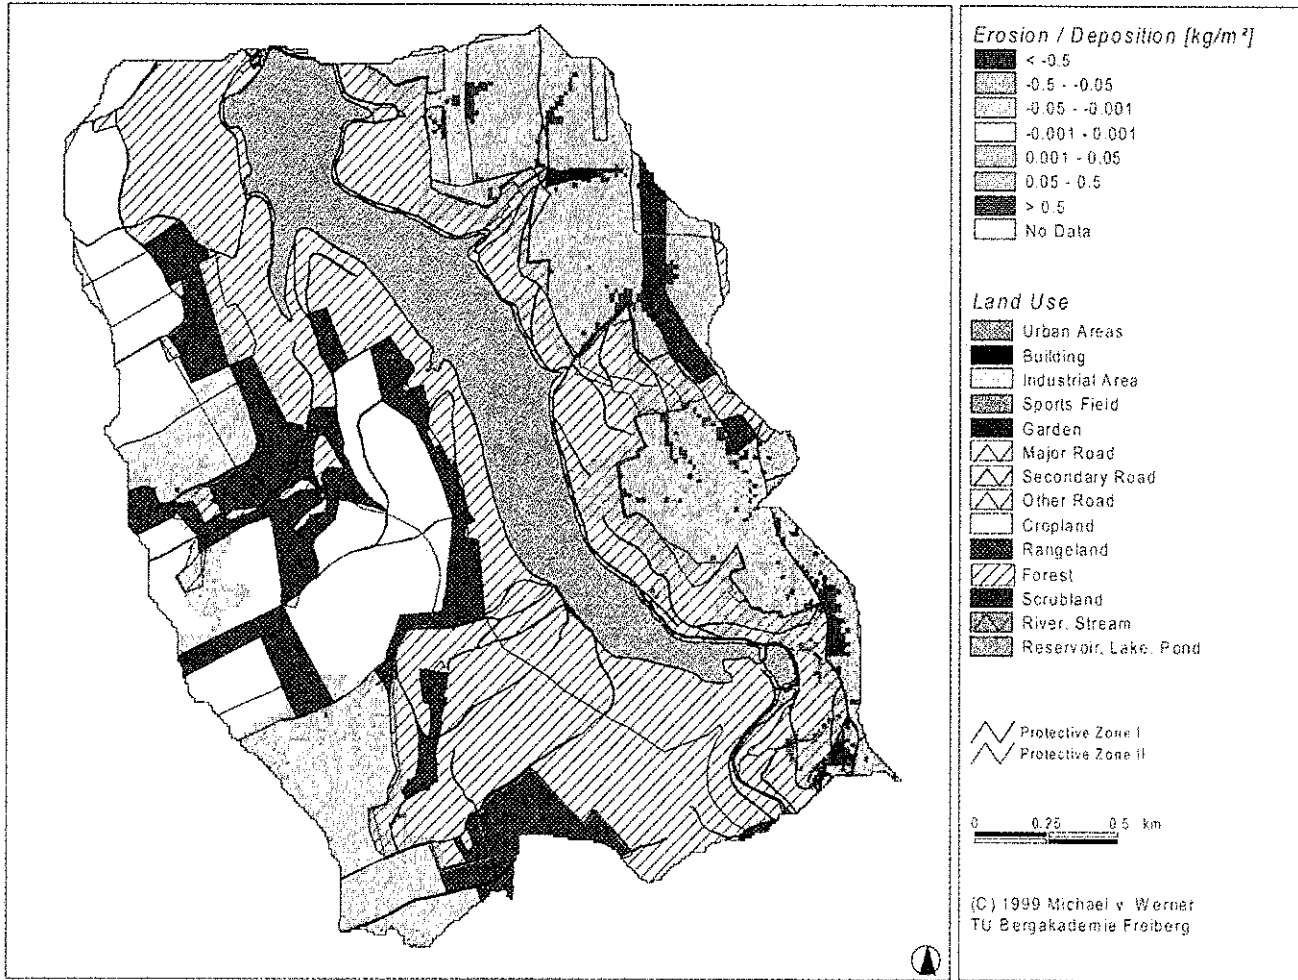 Erosion / Deposition [kg/m²]
< -0.5
-0.5 - -0.05
-0.05 - -0.001
-0.001 - 0.001
0.001 - 0.05
0.05 - 0.5
> 0.5
No Data
Land Use
Urban Areas
Building
Industrial Area
Sports Field
Garden
Major Road
Secondary Road
Other Road
Cropland
Rangeland
Forest
Scrubland
River, Stream
Reservoir, Lake, Pond
Protective Zone I
Protective Zone II
0 0.25 0.5 km
(C) 1999 Michael v. Werner
TU Bergakademie Freiberg